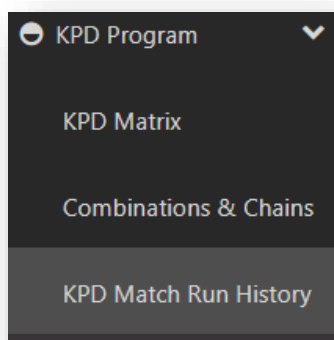 KPD Program
KPD Matrix
Combinations & Chains
KPD Match Run History